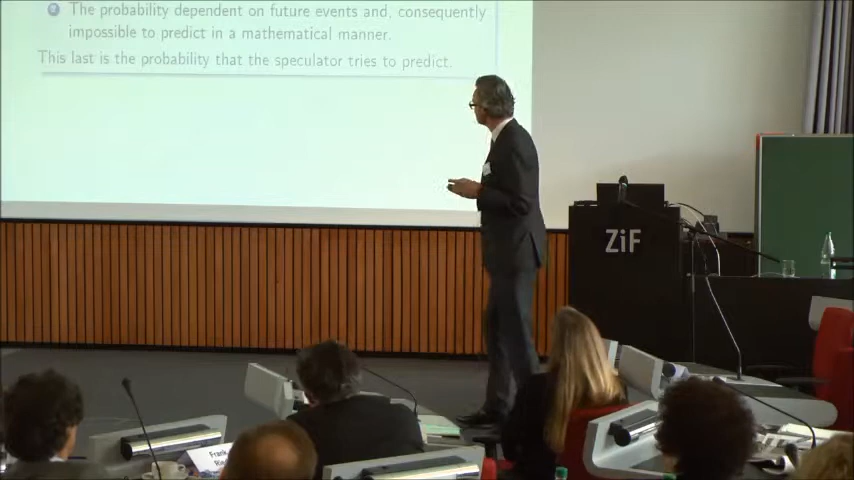 2 The probability dependent on future events and, consequently
impossible to predict in a mathematical manner.
This last is the probability that the speculator tries to predict.
ZiF
Frank